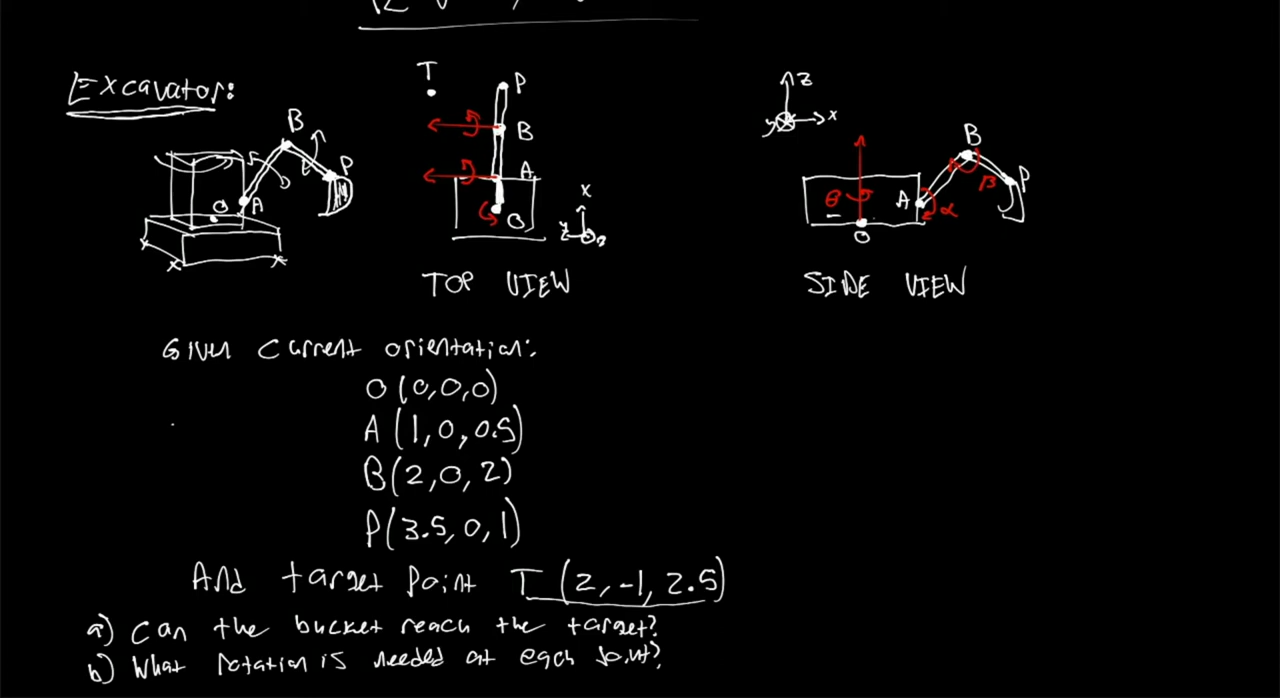 Excavator:
B
P
O
A
T
P
B
A
O
x
TOP VIEW
z
x
y
B
P
β
θ
A
α
O
SIDE VIEW
Given current orientation:
O (0,0,0)
A (1,0,0.5)
B (2,0,2)
P (3.5,0,1)
And target point T (2,-1,2.5)
a) Can the bucket reach the target?
b) What rotation is needed at each joint?